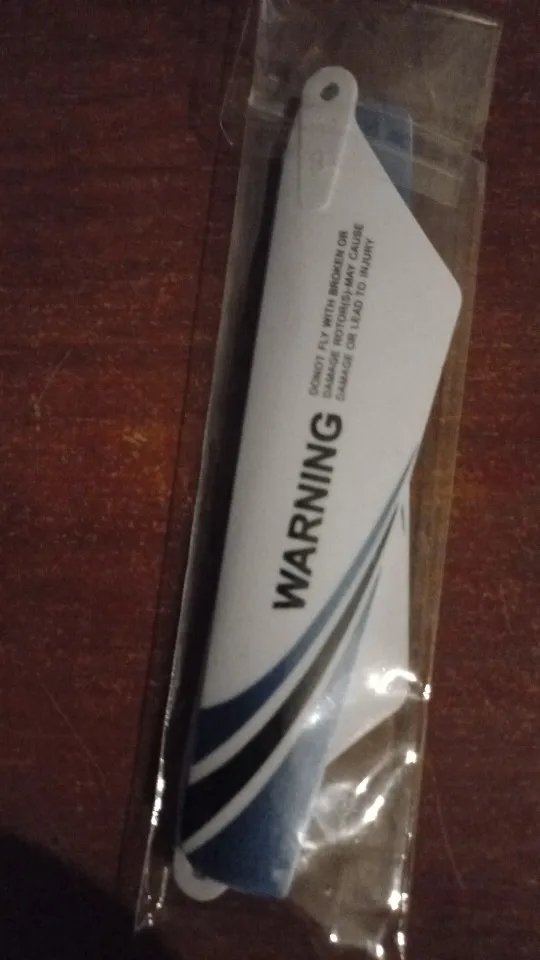 WARNING
DONOT FLY WITH BROKEN OR
DAMAGE ROTOR(S)-MAY CAUSE
DAMAGE OR LEAD TO INJURY